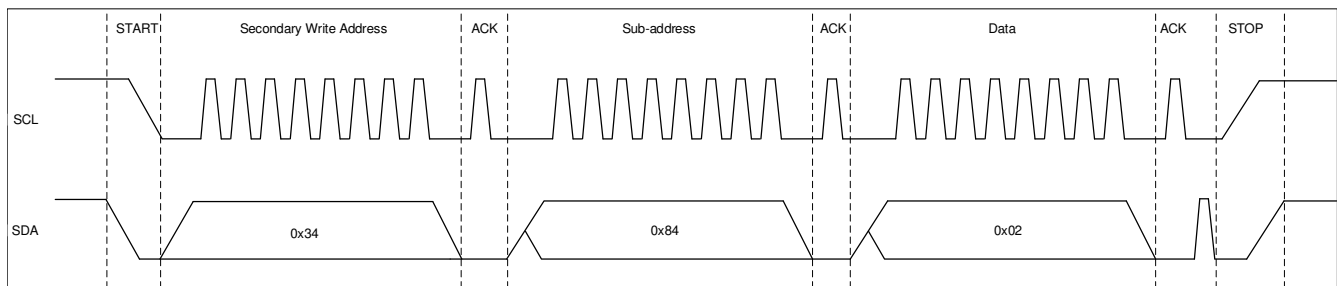 START Secondary Write Address ACK Sub-address ACK Data ACK STOP
SCL
SDA 0x34 0x84 0x02